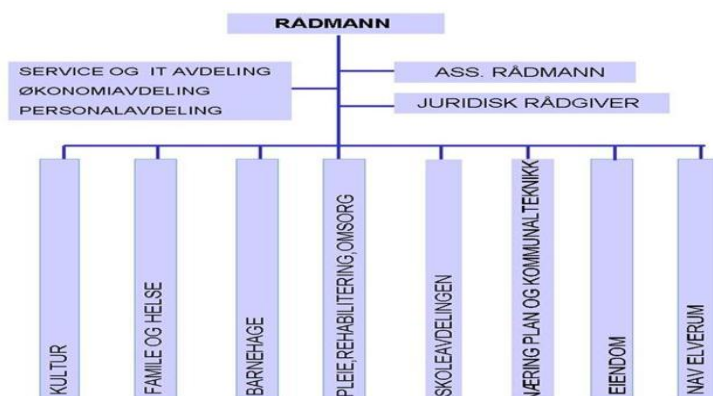 RÅDMANN
SERVICE OG IT AVDELING
ØKONOMIAVDELING
PERSONALAVDELING
ASS. RÅDMANN
JURIDISK RÅDGIVER
KULTUR
FAMILE OG HELSE
BARNEHAGE
PLEIE,REHABILITERING,OMSORG
SKOLEAVDELINGEN
NÆRING PLAN OG KOMMUNALTEKNIKK
EIENDOM
NAV ELVERUM